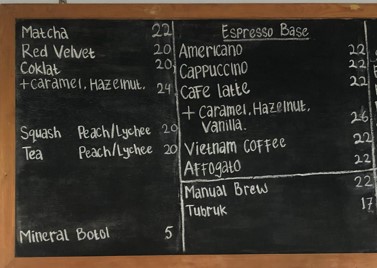 Matcha 22
Red Velvet 20
Coklat 20
+ Caramel, Hazelnut. 24
Squash Peach/Lychee 20
Tea Peach/Lychee 20
Mineral Botol 5
Espresso Base
Americano 22
Cappuccino 22
Cafe latte 22
+ Caramel, Hazelnut,
Vanilla. 26
Vietnam Coffee 22
Affogato 22
Manual Brew 22
Tubruk 17